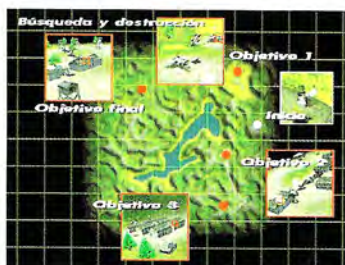 Búsqueda y destrucción
Objetivo 1
Objetivo final
Inicio
Objetivo 2
Objetivo 3